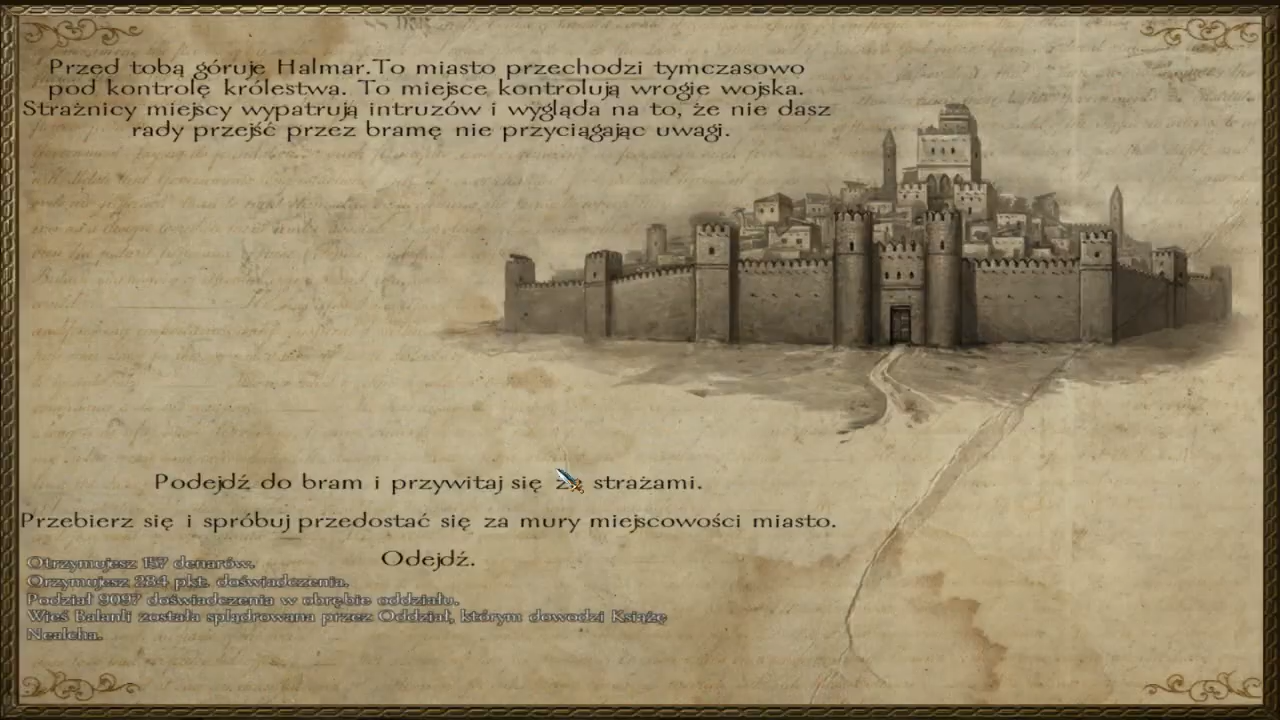 Przed tobą góruje Halmar.To miasto przechodzi tymczasowo
pod kontrolę królestwa. To miejsce kontrolują wrogie wojska.
Strażnicy miejscy wypatrują intruzów i wygląda na to, że nie dasz
rady przejść przez bramę nie przyciągając uwagi.
Podejdź do bram i przywitaj się ze strażami.
Przebierz się i spróbuj przedostać się za mury miejscowości miasto.
Odejdź.
Otrzymujesz 157 denarów.
Orzymujesz 284 pkt. doświadczenia.
Podział 9097 doświadczenia w obrębie oddziału.
Wieś Balanli została splądrowana przez Oddział, którym dowodzi Książę
Nealcha.